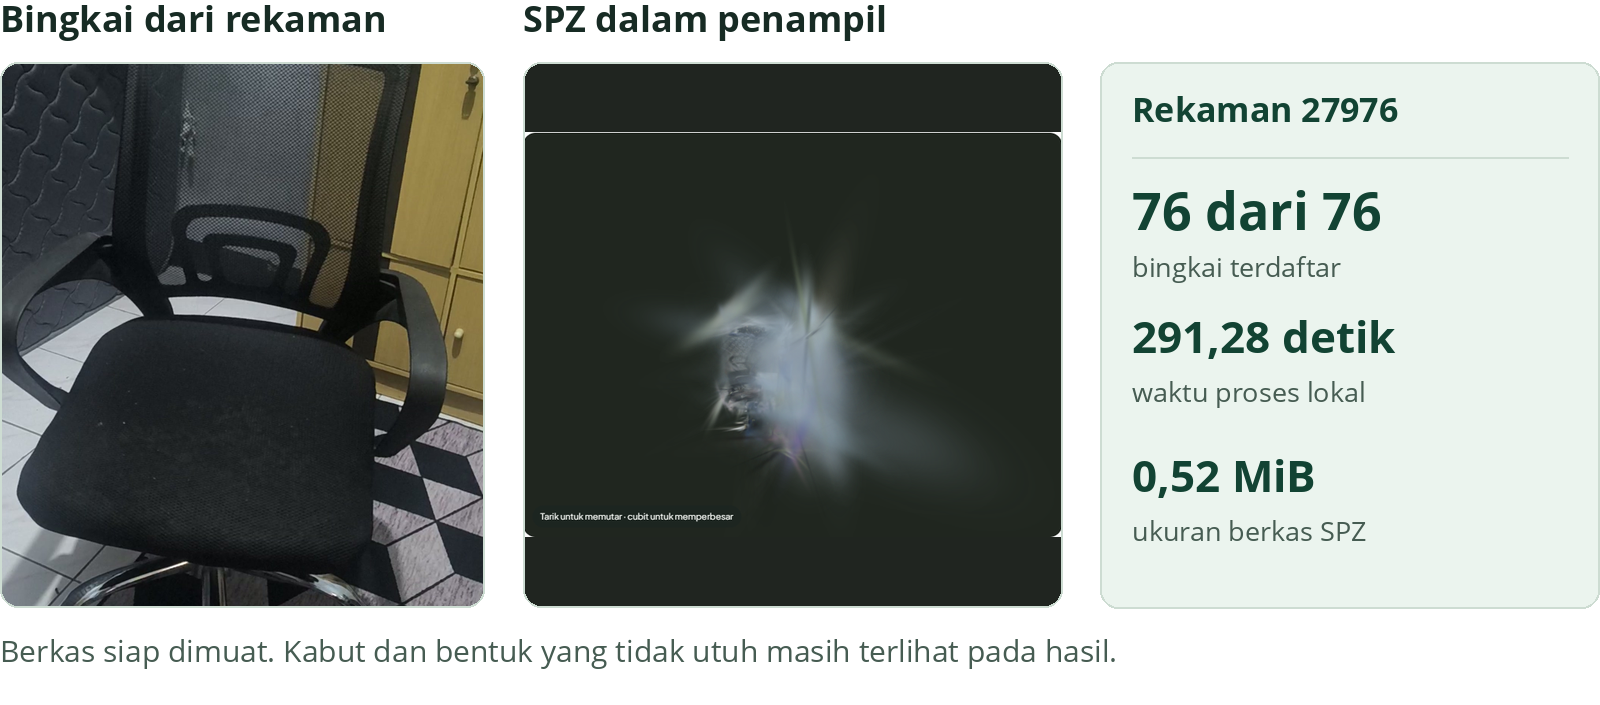 Bingkai dari rekaman
SPZ dalam penampil
Tarik untuk memutar · cubit untuk memperbesar
Rekaman 27976
76 dari 76
bingkai terdaftar
291,28 detik
waktu proses lokal
0,52 MiB
ukuran berkas SPZ
Berkas siap dimuat. Kabut dan bentuk yang tidak utuh masih terlihat pada hasil.